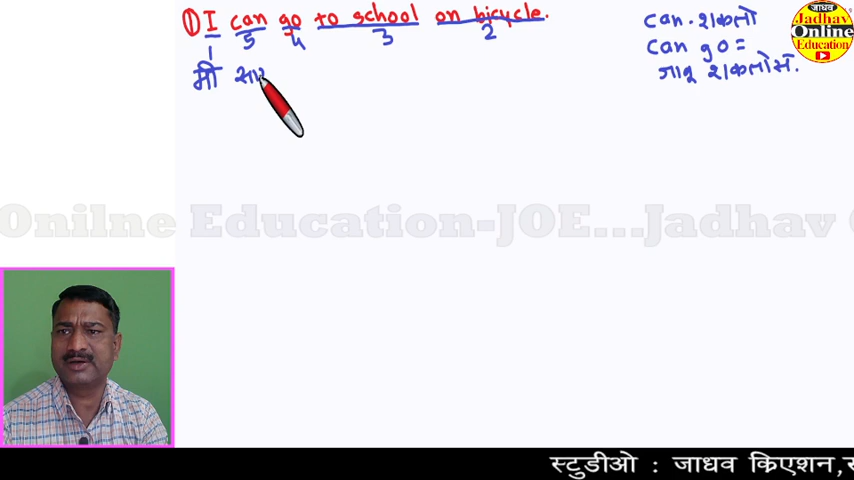 ① I can go to school on bicycle.
1 5 4 3 2
मी साय
can - शकतो
can go =
जाऊ शकतोस.
जाधव
Jadhav
Online
Education
Onilne Education-JOE...Jadhav
स्टुडीओ : जाधव किएशन,स